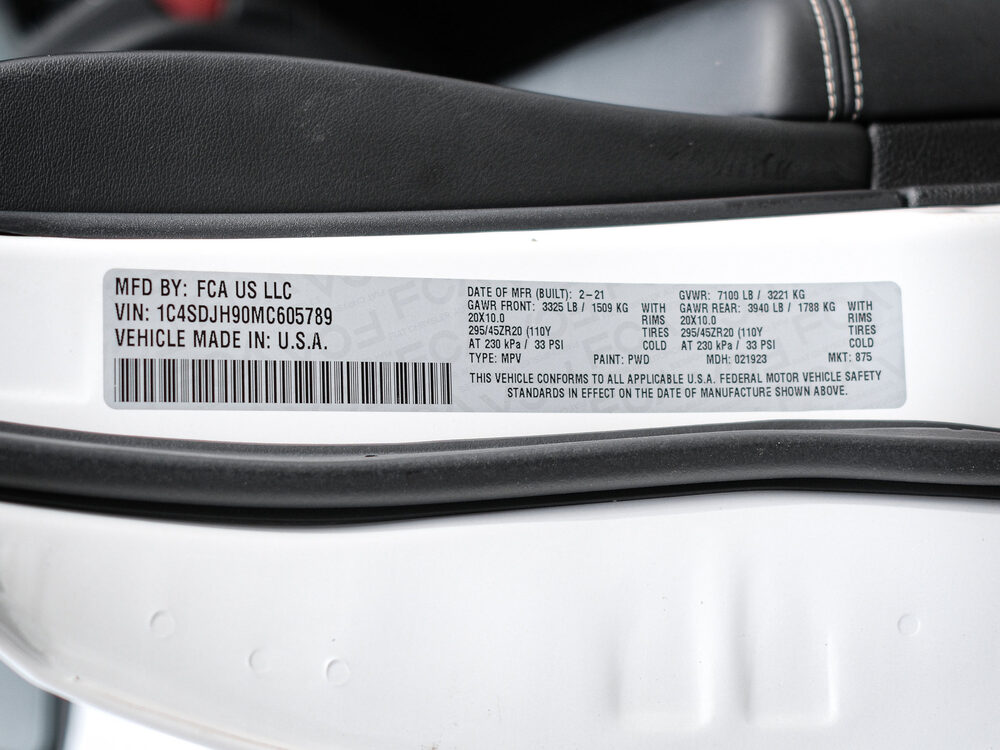 MFD BY: FCA US LLC
VIN: 1C4SDJH90MC605789
VEHICLE MADE IN: U.S.A.
DATE OF MFR (BUILT): 2-21
GAWR FRONT: 3325 LB / 1509 KG WITH
20X10.0 RIMS
295/45ZR20 (110Y TIRES
AT 230 kPa / 33 PSI COLD
GVWR: 7100 LB / 3221 KG
GAWR REAR: 3940 LB / 1788 KG WITH
20X10.0 RIMS
295/45ZR20 (110Y TIRES
AT 230 kPa / 33 PSI COLD
TYPE: MPV PAINT: PWD MDH: 021923 MKT: 875
THIS VEHICLE CONFORMS TO ALL APPLICABLE U.S.A. FEDERAL MOTOR VEHICLE SAFETY
STANDARDS IN EFFECT ON THE DATE OF MANUFACTURE SHOWN ABOVE.